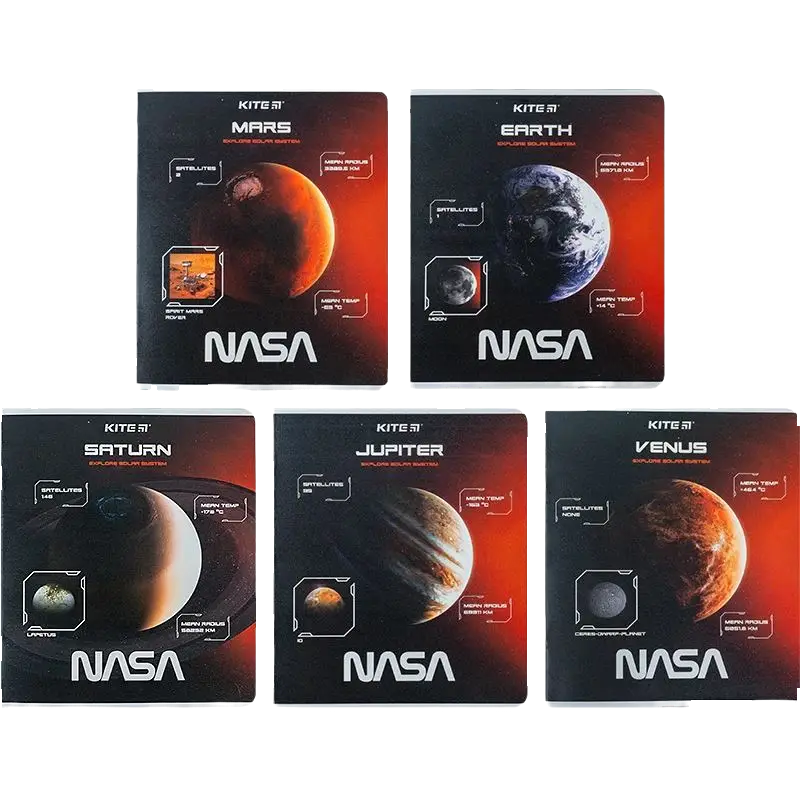 KITE
MARS
EXPLORE SOLAR SYSTEM
SATELLITES
2
MEAN RADIUS
3389.5 KM
SPIRIT MARS
ROVER
MEAN TEMP
-65 °C
NASA
KITE
EARTH
EXPLORE SOLAR SYSTEM
MEAN RADIUS
6371.8 KM
SATELLITES
1
MOON
MEAN TEMP
+14 °C
NASA
KITE
SATURN
EXPLORE SOLAR SYSTEM
SATELLITES
146
MEAN TEMP
-178 °C
LAPETUS
MEAN RADIUS
58232 KM
NASA
KITE
JUPITER
EXPLORE SOLAR SYSTEM
SATELLITES
95
MEAN TEMP
-163 °C
IO
MEAN RADIUS
69911 KM
NASA
KITE
VENUS
EXPLORE SOLAR SYSTEM
MEAN TEMP
+464 °C
SATELLITES
NONE
CERES-DWARF-PLANET
MEAN RADIUS
6051.8 KM
NASA